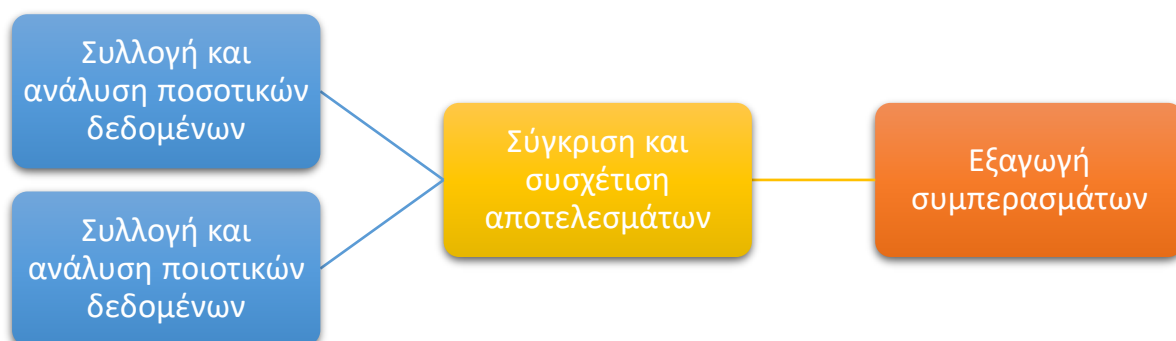 Συλλογή και
ανάλυση ποσοτικών
δεδομένων
Συλλογή και
ανάλυση ποιοτικών
δεδομένων
Σύγκριση και
συσχέτιση
αποτελεσμάτων
Εξαγωγή
συμπερασμάτων